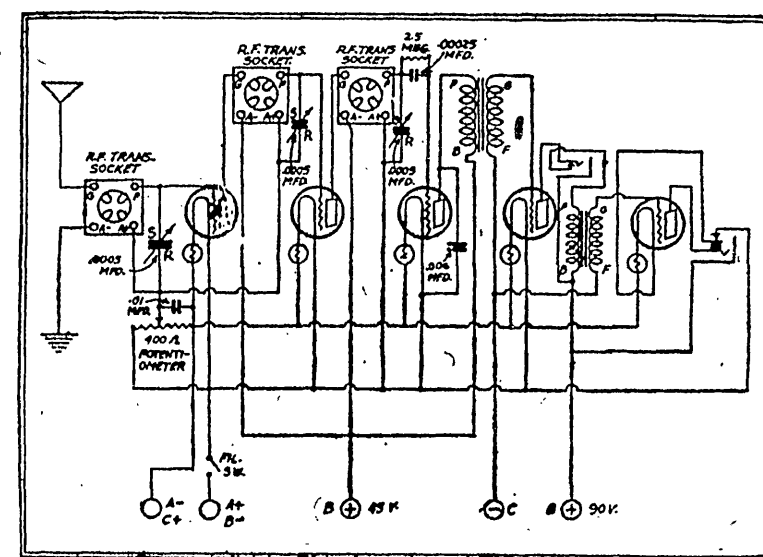 R.F. TRANS.
SOCKET
G
P
A-
A+
S
R
.0005
MFD.
R.F. TRANS.
SOCKET
P
A-
A+
S
R
.0005
MFD.
2.5
MEG.
.00025
MFD.
R.F. TRANS-
SOCKET
G
P
A-
S
R
.0005
MFD.
P
B
G
F
.006
MFD.
B
G
F
.01
MFD.
400 Ω
POTENTI-
OMETER
FIL.
SW.
A-
C+
A+
B-
B + 45 V.
- C
B + 90 V.